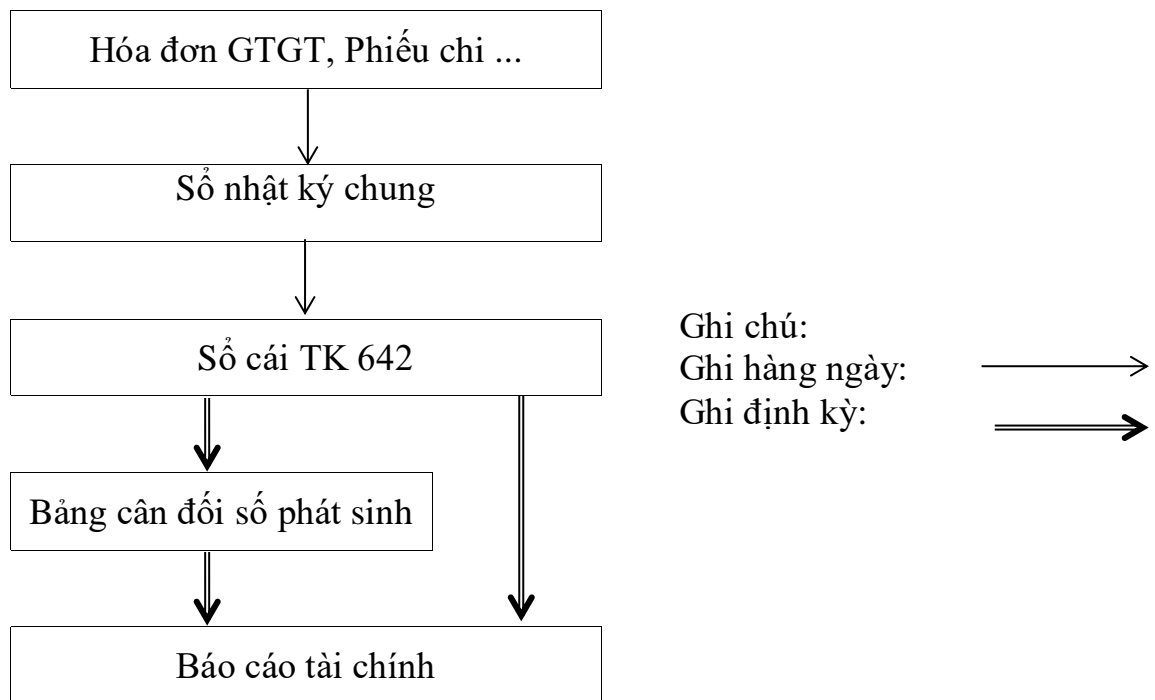 Hóa đơn GTGT, Phiếu chi ...
Sổ nhật ký chung
Sổ cái TK 642
Ghi chú:
Ghi hàng ngày:
Ghi định kỳ:
Bảng cân đối số phát sinh
Báo cáo tài chính